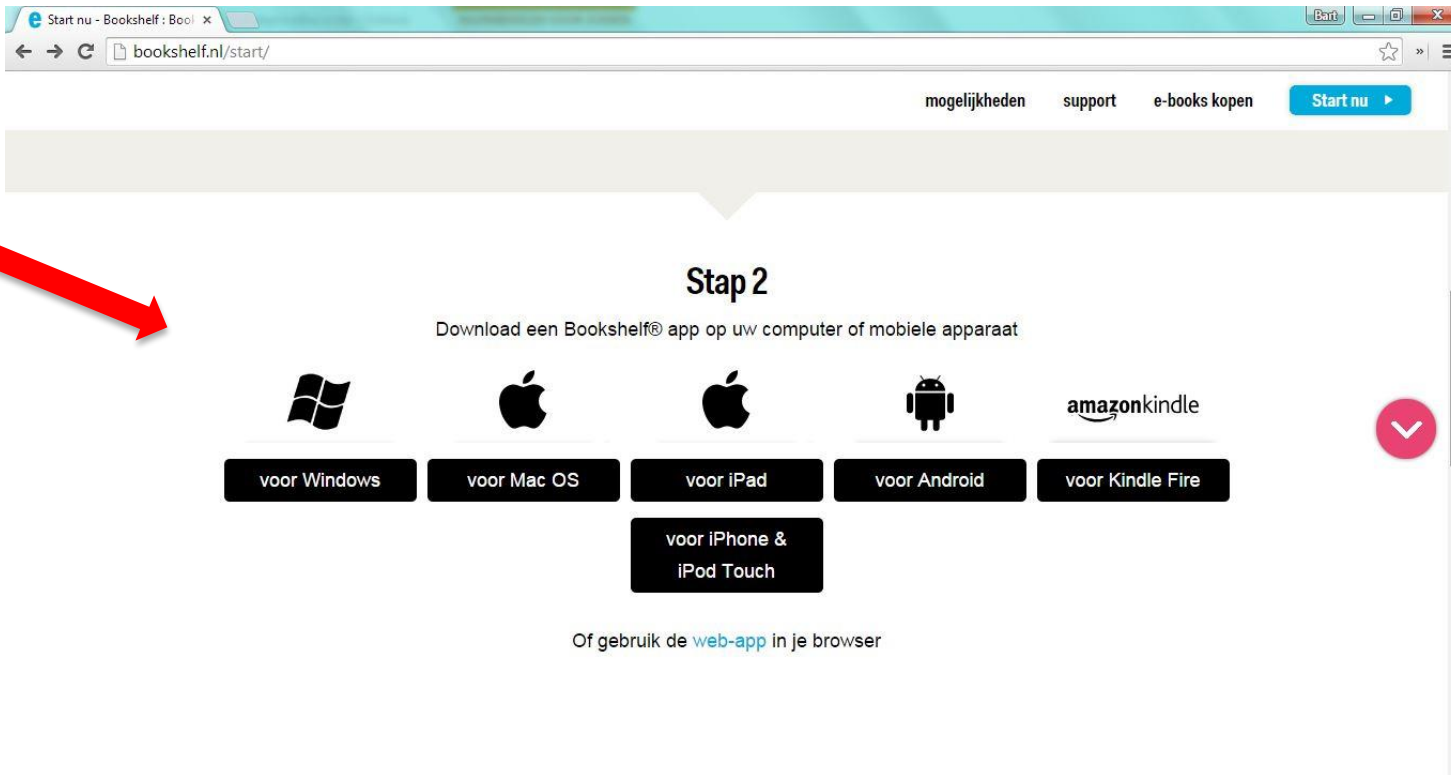 Start nu - Bookshelf : Bool
Bart
bookshelf.nl/start/
mogelijkheden support e-books kopen Start nu
Stap 2
Download een Bookshelf® app op uw computer of mobiele apparaat
amazonkindle
voor Windows voor Mac OS voor iPad voor Android voor Kindle Fire
voor iPhone &
iPod Touch
Of gebruik de web-app in je browser